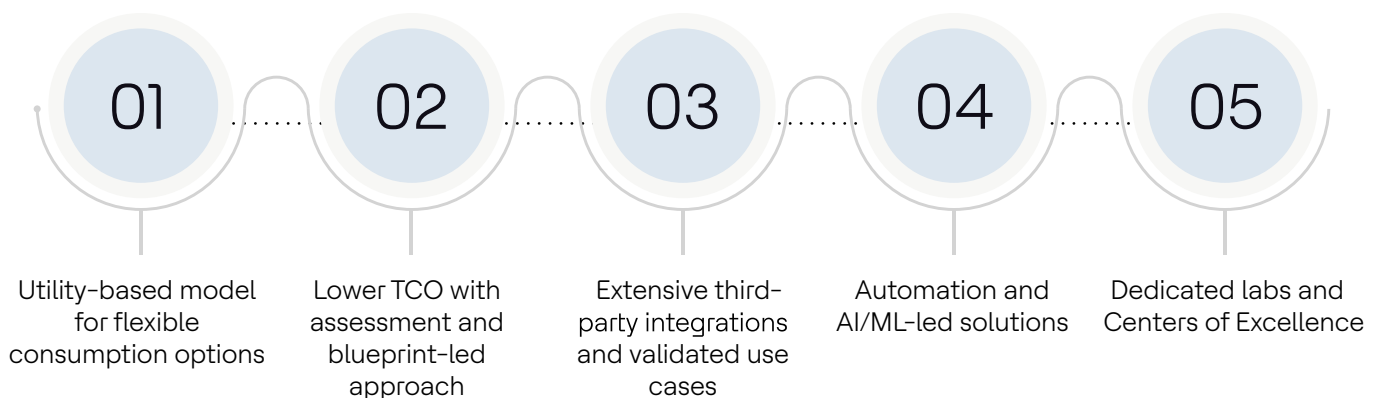 01
02
03
04
05
Utility-based model
for flexible
consumption options
Lower TCO with
assessment and
blueprint-led
approach
Extensive third-
party integrations
and validated use
cases
Automation and
AI/ML-led solutions
Dedicated labs and
Centers of Excellence